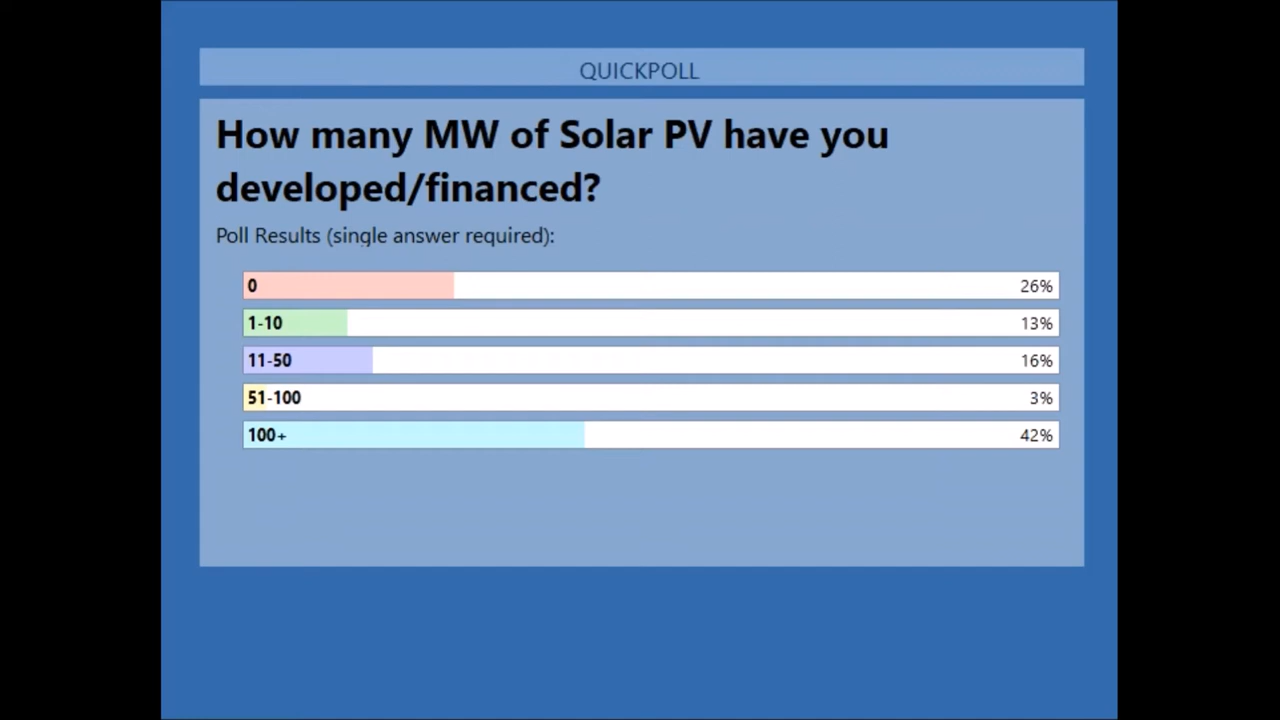 QUICKPOLL
How many MW of Solar PV have you
developed/financed?
Poll Results (single answer required):
0 26%
1-10 13%
11-50 16%
51-100 3%
100+ 42%